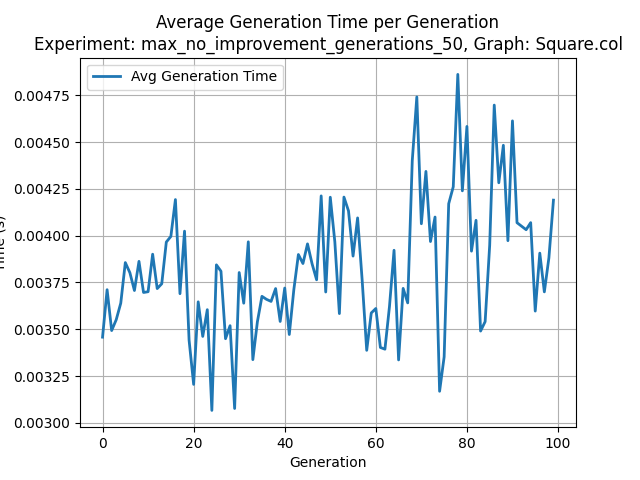 Average Generation Time per Generation
Experiment: max_no_improvement_generations_50, Graph: Square.col
Avg Generation Time
0.00475
0.00450
0.00425
0.00400
0.00375
0.00350
0.00325
0.00300
Time (s)
0 20 40 60 80 100
Generation